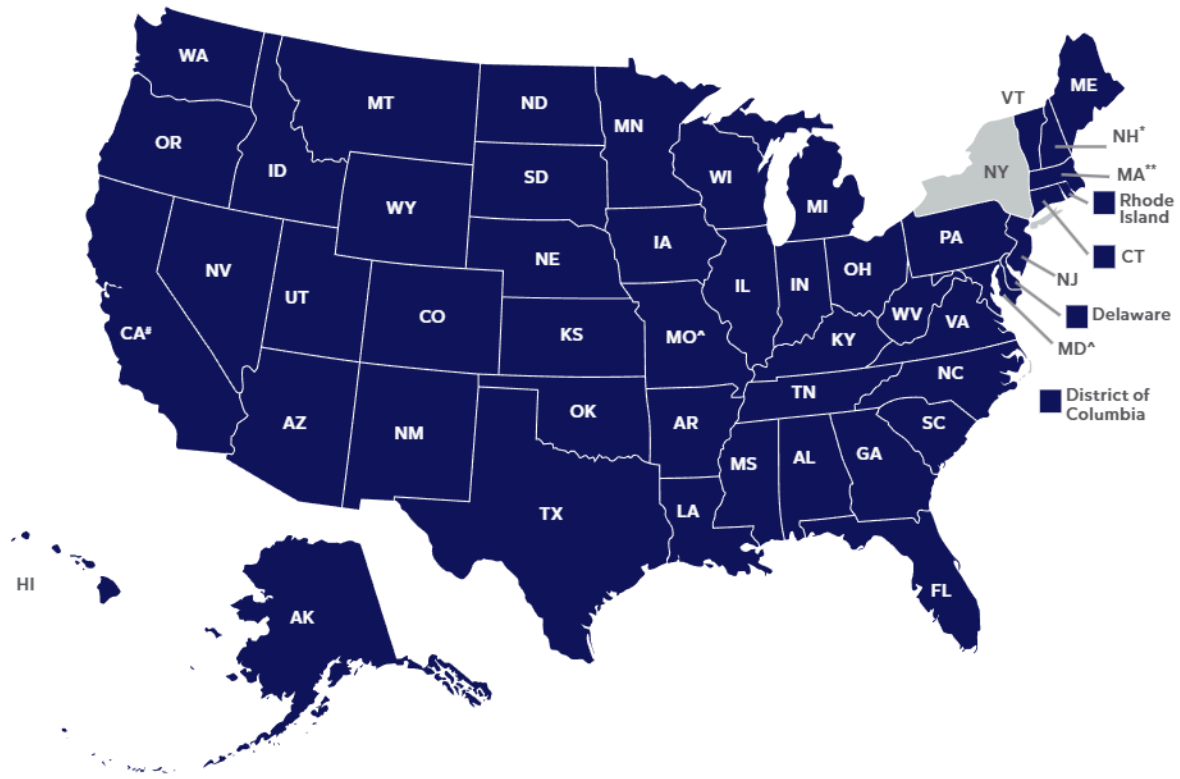 WA
MT
ND
MN
ME
VT
OR
ID
SD
WI
MI
NY
NH*
MA**
WY
Rhode
Island
NV
UT
CO
NE
IA
IL
IN
OH
PA
CT
NJ
CA#
KS
MO^
KY
WV
VA
Delaware
MD^
AZ
NM
OK
AR
TN
NC
District of
Columbia
SC
MS
AL
GA
TX
LA
FL
HI
AK